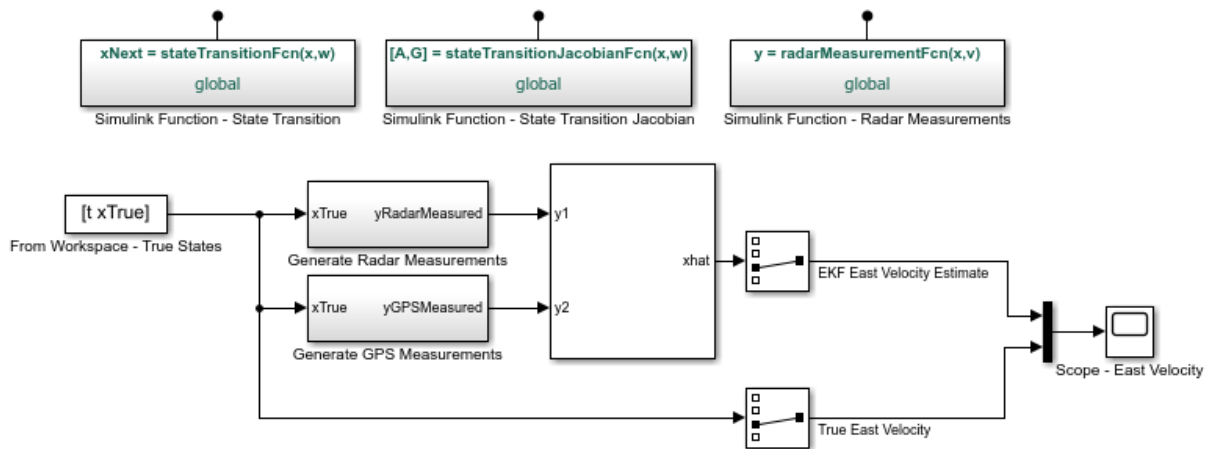 xNext = stateTransitionFcn(x,w)
global
Simulink Function - State Transition
[A,G] = stateTransitionJacobianFcn(x,w)
global
Simulink Function - State Transition Jacobian
y = radarMeasurementFcn(x,v)
global
Simulink Function - Radar Measurements
[t xTrue]
From Workspace - True States
xTrue yRadarMeasured
Generate Radar Measurements
xTrue yGPSMeasured
Generate GPS Measurements
y1
y2
xhat
EKF East Velocity Estimate
True East Velocity
Scope - East Velocity